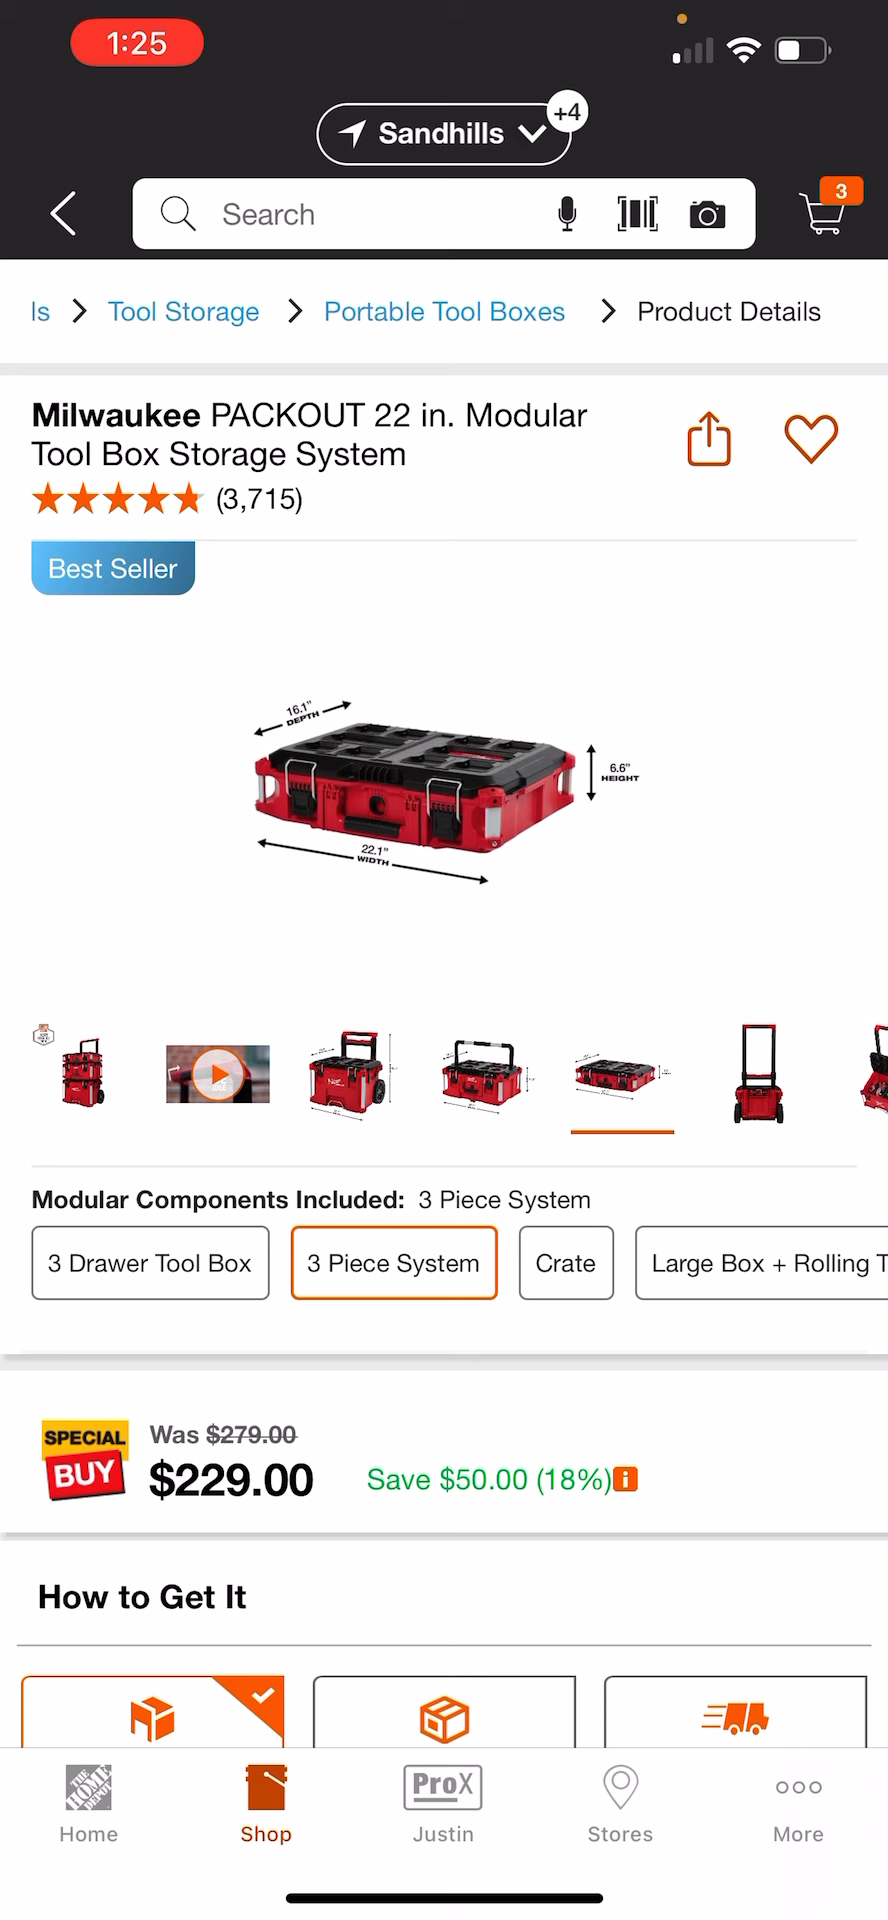 1:25
Sandhills
+4
Search
3
ls > Tool Storage > Portable Tool Boxes > Product Details
Milwaukee PACKOUT 22 in. Modular
Tool Box Storage System
(3,715)
Best Seller
16.1"
DEPTH
6.6"
HEIGHT
22.1"
WIDTH
Modular Components Included: 3 Piece System
3 Drawer Tool Box
3 Piece System
Crate
Large Box + Rolling T
SPECIAL
BUY
Was $279.00
$229.00
Save $50.00 (18%)
How to Get It
THE HOME DEPOT
ProX
Home
Shop
Justin
Stores
More